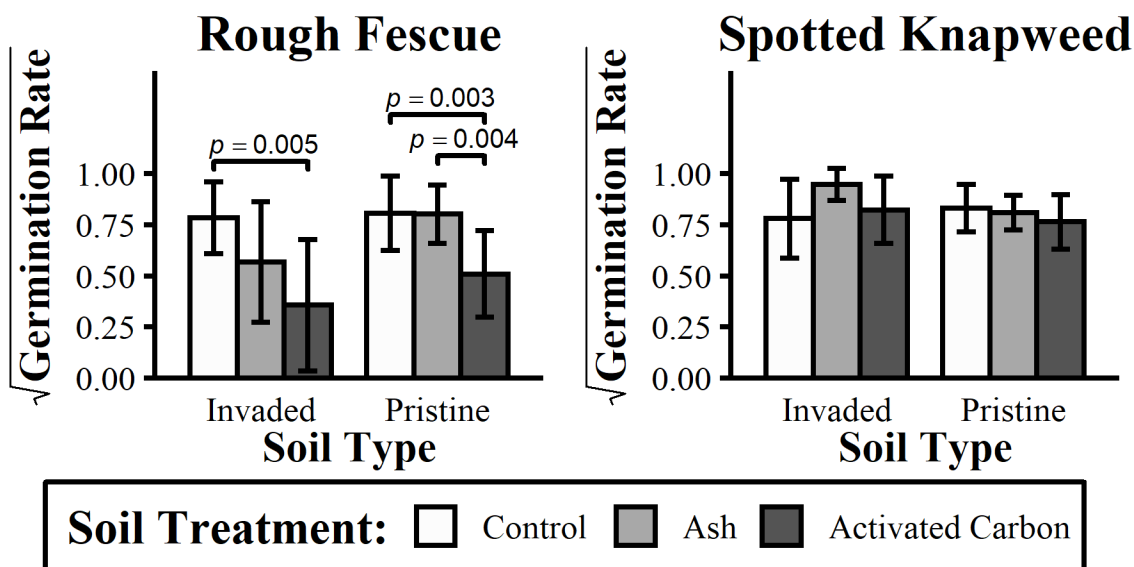 Rough Fescue
√Germination Rate
1.00
0.75
0.50
0.25
0.00
p = 0.005
p = 0.003
p = 0.004
Invaded
Pristine
Soil Type
Spotted Knapweed
√Germination Rate
1.00
0.75
0.50
0.25
0.00
Invaded
Pristine
Soil Type
Soil Treatment: Control Ash Activated Carbon